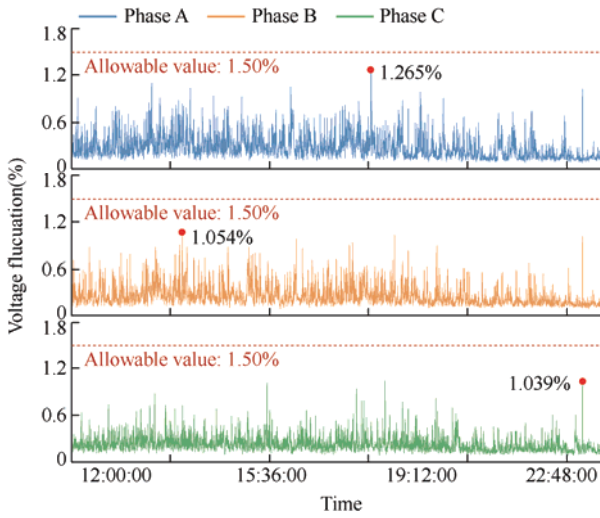 Phase A Phase B Phase C
1.8
Allowable value: 1.50%
1.2
1.265%
0.6
0
1.8
Allowable value: 1.50%
1.2
1.054%
0.6
0
1.8
Allowable value: 1.50%
1.2
1.039%
0.6
0
Voltage flucuation(%)
12:00:00 15:36:00 19:12:00 22:48:00
Time